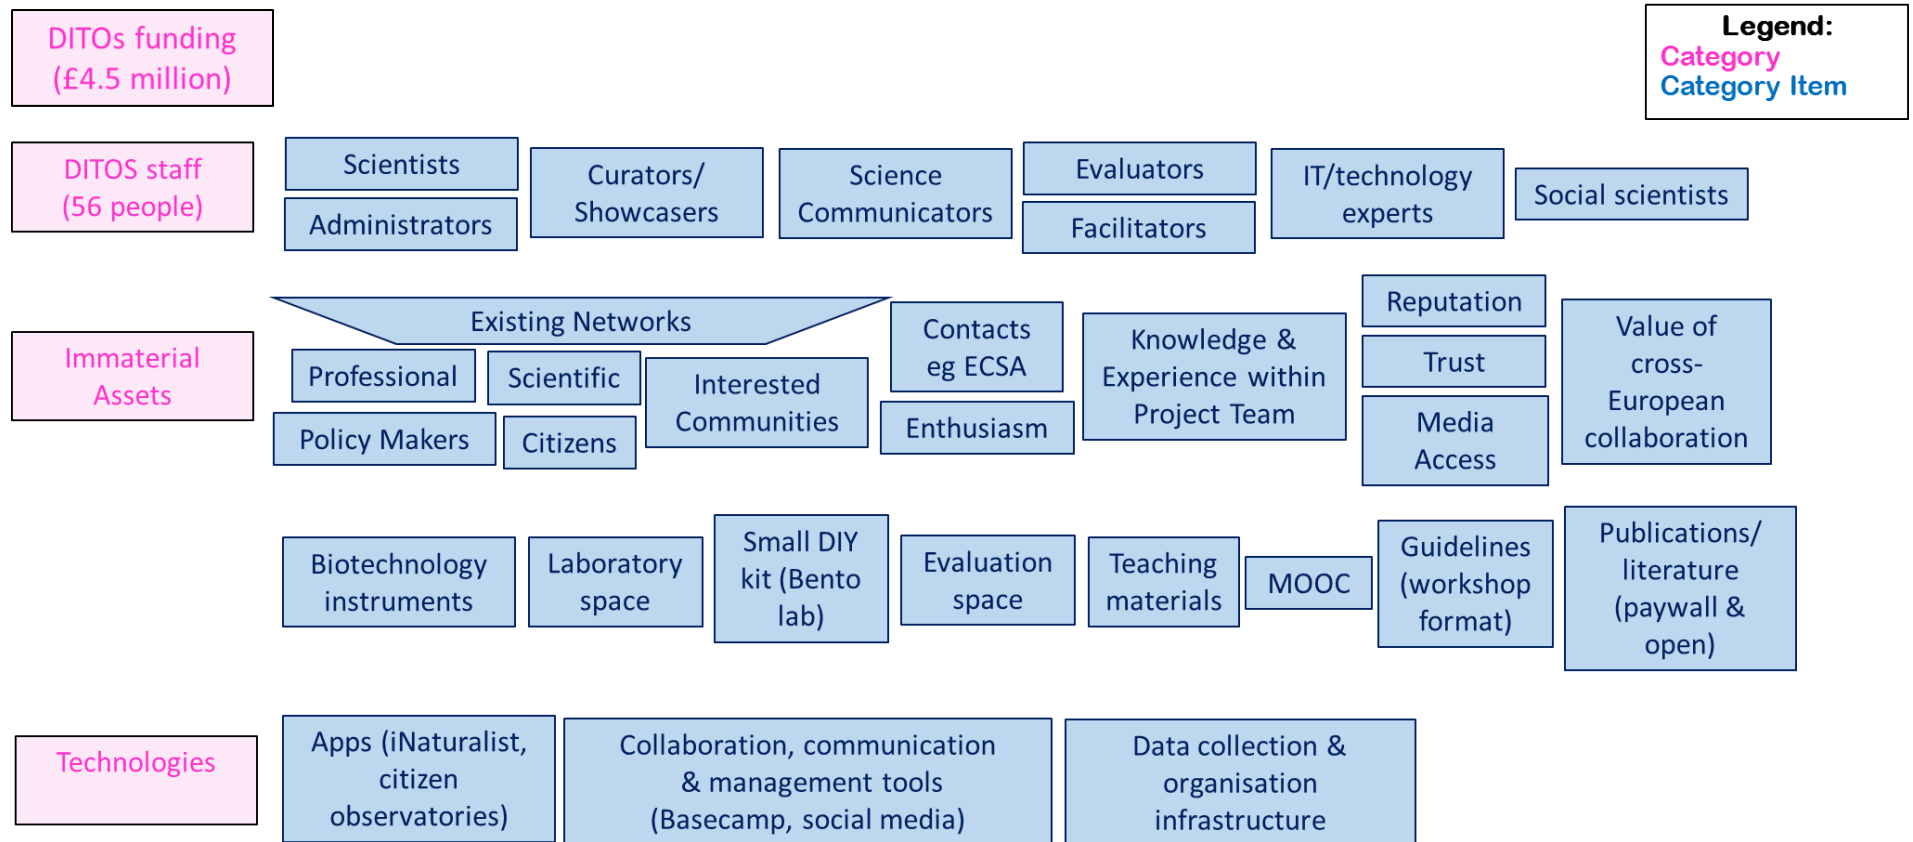 DITOs funding
(£4.5 million)
Legend:
Category
Category Item
DITOS staff
(56 people)
Scientists
Administrators
Curators/
Showcasers
Science
Communicators
Evaluators
Facilitators
IT/technology
experts
Social scientists
Immaterial
Assets
Existing Networks
Professional
Scientific
Policy Makers
Citizens
Interested
Communities
Contacts
eg ECSA
Enthusiasm
Knowledge &
Experience within
Project Team
Reputation
Trust
Media
Access
Value of
cross-
European
collaboration
Biotechnology
instruments
Laboratory
space
Small DIY
kit (Bento
lab)
Evaluation
space
Teaching
materials
MOOC
Guidelines
(workshop
format)
Publications/
literature
(paywall &
open)
Technologies
Apps (iNaturalist,
citizen
observatories)
Collaboration, communication
& management tools
(Basecamp, social media)
Data collection &
organisation
infrastructure